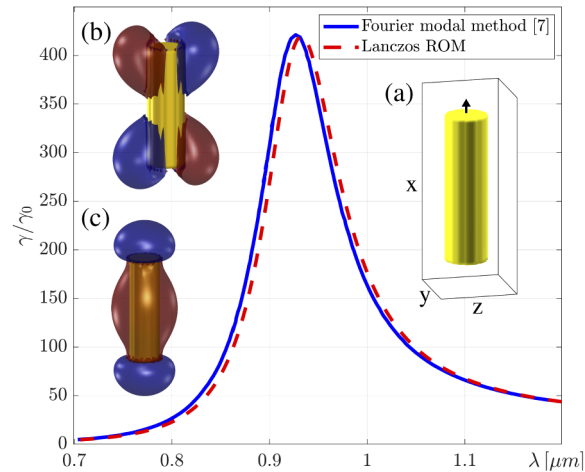 (b)
Fourier modal method [7]
Lanczos ROM
(a)
x
y
z
(c)
γ/γ0
400
350
300
250
200
150
100
50
0
0.7
0.8
0.9
1
1.1
λ [μm]